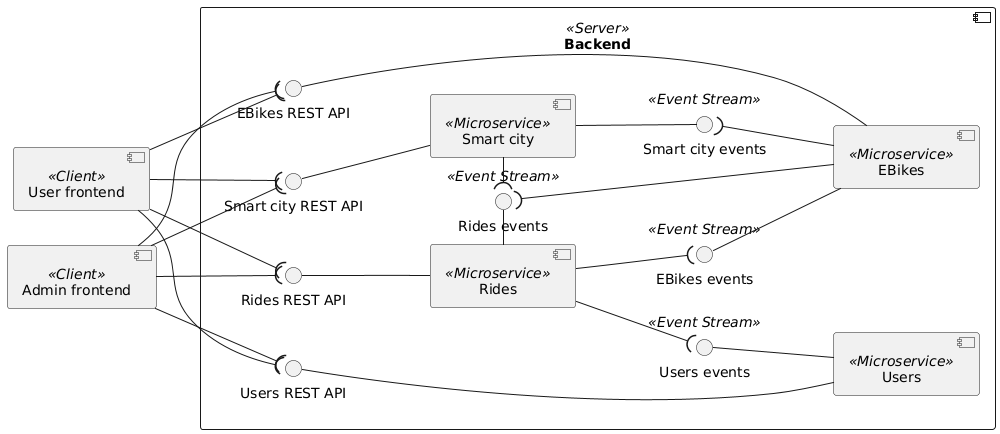 «Server»
Backend
EBikes REST API
«Event Stream»
Smart city events
«Microservice»
Smart city
«Microservice»
EBikes
«Client»
User frontend
Smart city REST API
«Event Stream»
Rides events
«Event Stream»
EBikes events
«Client»
Admin frontend
Rides REST API
«Microservice»
Rides
«Event Stream»
Users events
«Microservice»
Users
Users REST API